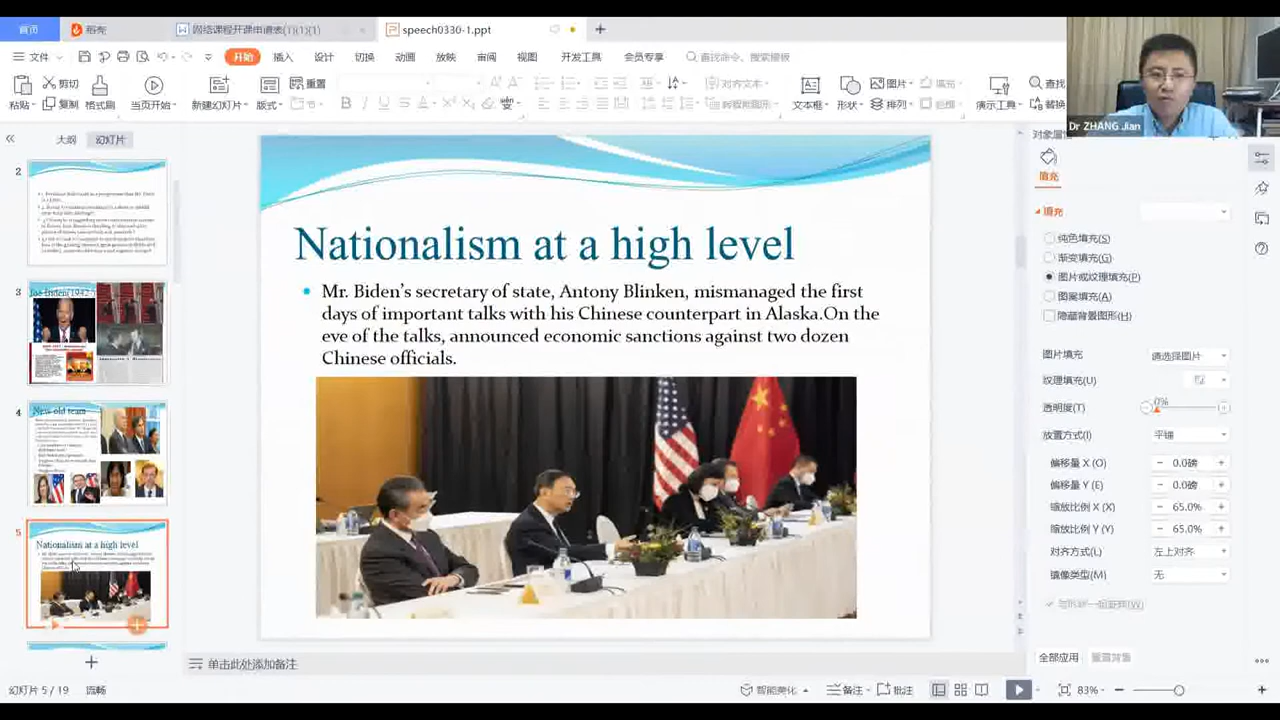 首页
稻壳
网络课程开课申请表(1)(1)(1)
speech0330-1.ppt
Dr ZHANG Jian
文件
开始
插入
设计
切换
动画
放映
审阅
视图
开发工具
会员专享
查找命令、搜索模板
粘贴
剪切
复制
格式刷
当页开始
新建幻灯片
版式
重置
B I U
对齐文本
文本框
形状
图片
排列
填充
演示工具
查找
替换
大纲
幻灯片
2
3
4
New old team
5
Nationalism at a high level
Nationalism at a high level
Mr. Biden's secretary of state, Antony Blinken, mismanaged the first
days of important talks with his Chinese counterpart in Alaska.On the
eve of the talks, announced economic sanctions against two dozen
Chinese officials.
填充
填充
纯色填充(S)
渐变填充(G)
图片或纹理填充(P)
图案填充(A)
隐藏背景图形(H)
图片填充
请选择图片
纹理填充(U)
透明度(T)
0%
放置方式(I)
平铺
偏移量 X (O)
0.0磅
偏移量 Y (E)
0.0磅
缩放比例 X (X)
65.0%
缩放比例 Y (Y)
65.0%
对齐方式(L)
左上对齐
镜像类型(M)
无
全部应用
重置背景
单击此处添加备注
幻灯片 5 / 19
流畅
智能美化
备注
批注
83%